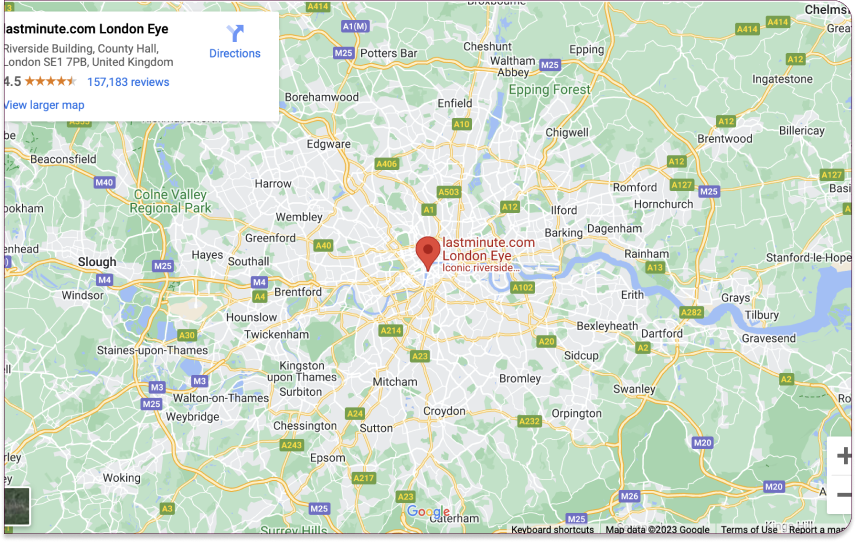 lastminute.com London Eye
Riverside Building, County Hall,
London SE1 7PB, United Kingdom
4.5
157,183 reviews
View larger map
Directions
A414
Broxbourne
Chelms
A1(M)
A414
A414
Great
M25
Potters Bar
Cheshunt
Waltham
Abbey
M25
Epping
A12
Ingatestone
Borehamwood
Enfield
Epping Forest
A10
Chigwell
A12
Billericay
Brentwood
Edgware
Beaconsfield
A406
A12
A127
M40
Harrow
A503
Romford
A127
M25
Basi
Colne Valley
Regional Park
Wembley
A1
A12
Ilford
Hornchurch
ookham
Greenford
A40
Barking
Dagenham
enhead
Slough
Hayes
Southall
M25
lastminute.com
London Eye
Iconic riverside...
Rainham
A13
Stanford-le-Hope
M4
M4
A4
Brentford
A102
Erith
Windsor
Grays
Tilbury
A282
Hounslow
Twickenham
A30
A214
A20
Bexleyheath
Dartford
Gravesend
Staines-upon-Thames
A23
Sidcup
A2
Kingston
upon Thames
Surbiton
Mitcham
Bromley
A2
M3
M3
M25
Walton-on-Thames
Weybridge
Swanley
Chessington
A24
Sutton
Croydon
A232
Orpington
A243
M20
Epsom
Woking
A217
A3
M25
A23
Caterham
Google
M26
M20
M25
Surrey Hills
Keyboard shortcuts
Map data ©2023 Google
Terms of Use
Report a map